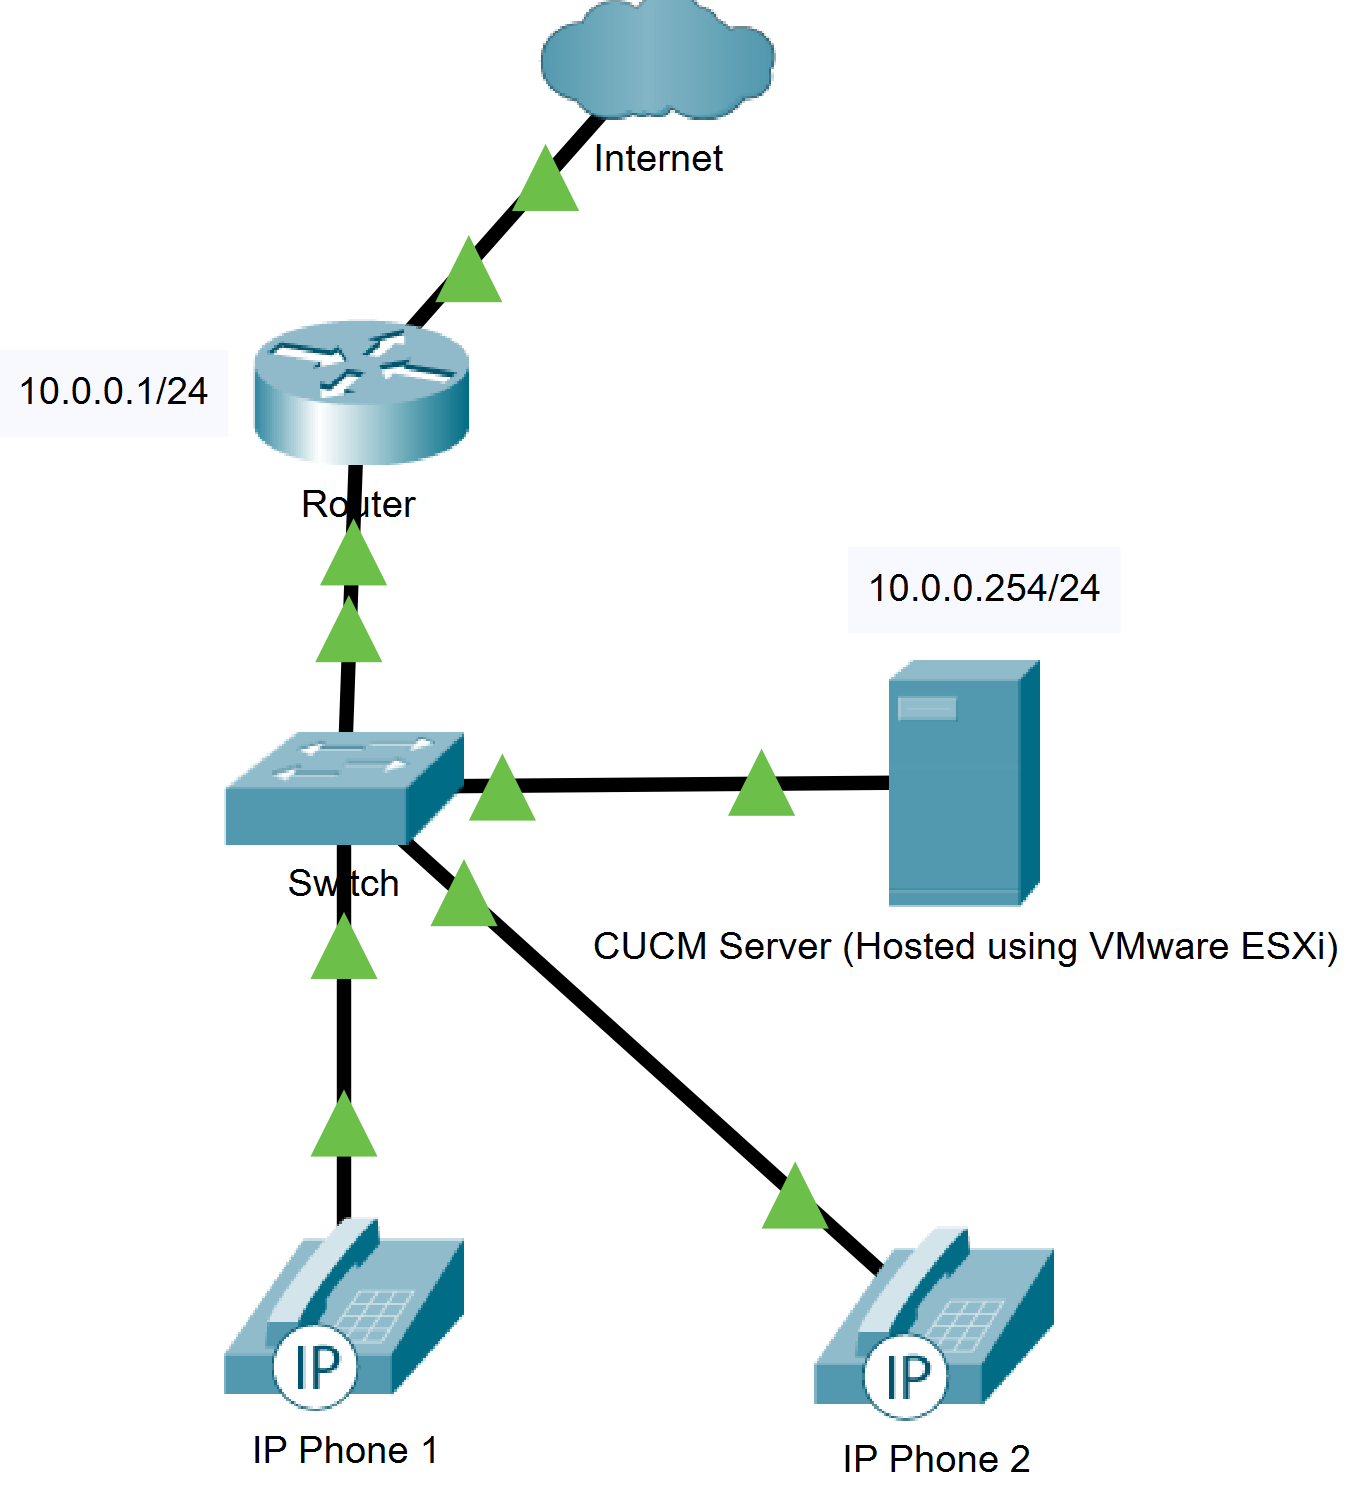 Internet
10.0.0.1/24
Router
10.0.0.254/24
Switch
CUCM Server (Hosted using VMware ESXi)
IP
IP
IP Phone 1
IP Phone 2